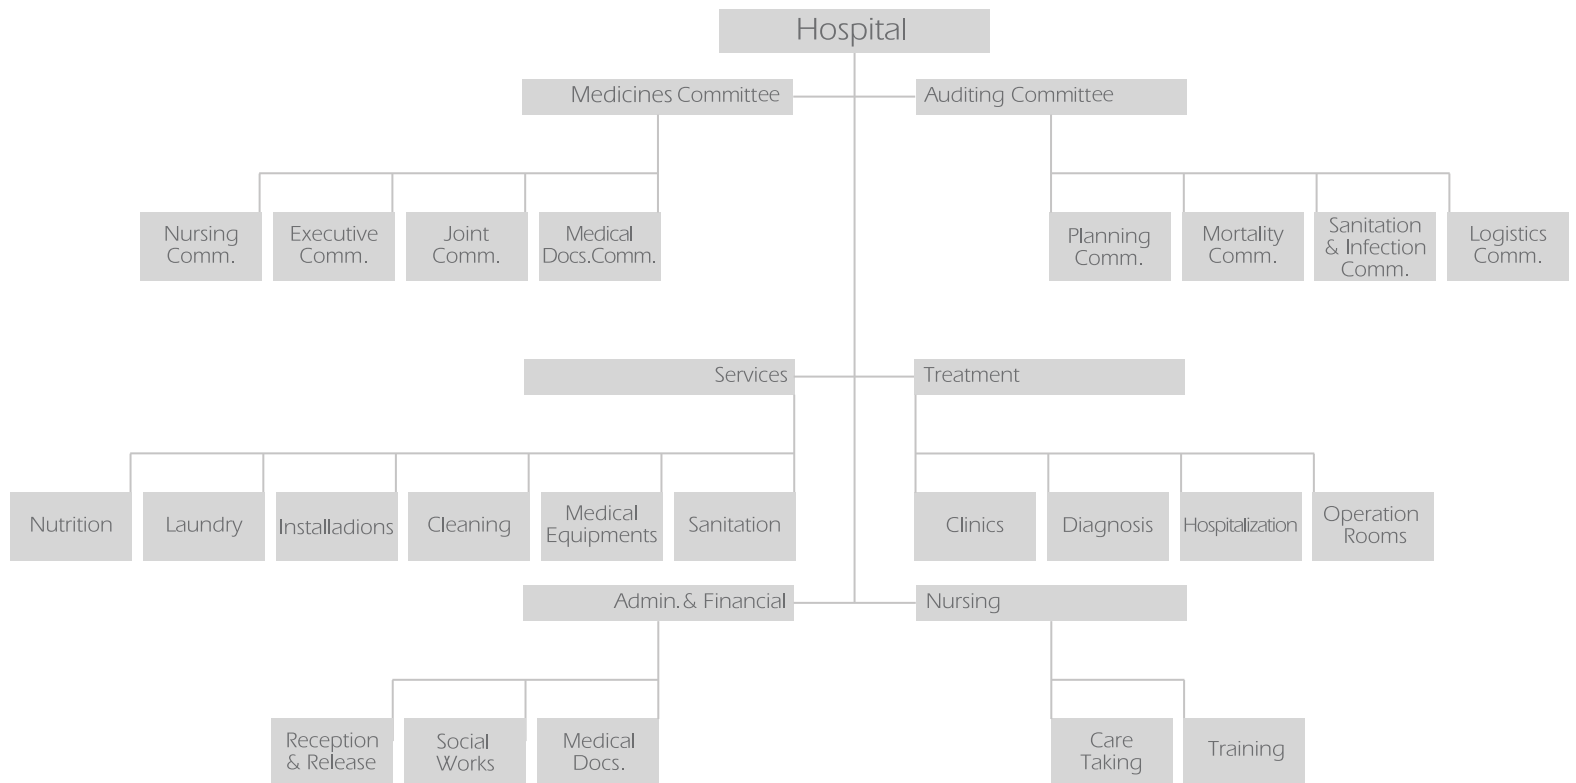 Hospital
Medicines Committee
Auditing Committee
Nursing
Comm.
Executive
Comm.
Joint
Comm.
Medical
Docs.Comm.
Planning
Comm.
Mortality
Comm.
Sanitation
& Infection
Comm.
Logistics
Comm.
Services
Treatment
Nutrition
Laundry
Installadions
Cleaning
Medical
Equipments
Sanitation
Clinics
Diagnosis
Hospitalization
Operation
Rooms
Admin.& Financial
Nursing
Reception
& Release
Social
Works
Medical
Docs.
Care
Taking
Training